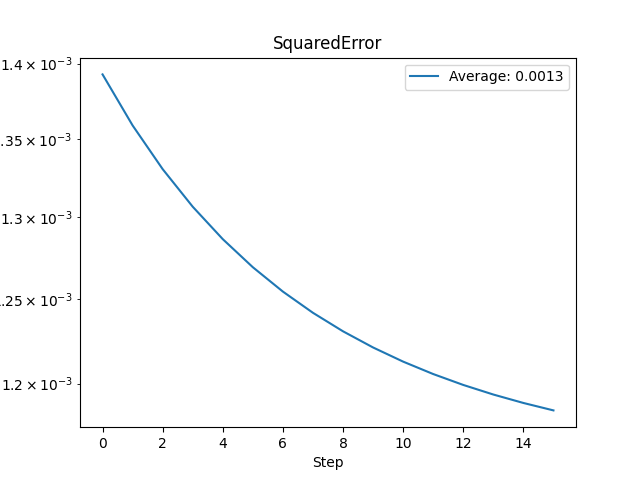 SquaredError
Average: 0.0013
1.4 × 10⁻³
.35 × 10⁻³
1.3 × 10⁻³
.25 × 10⁻³
1.2 × 10⁻³
0 2 4 6 8 10 12 14
Step